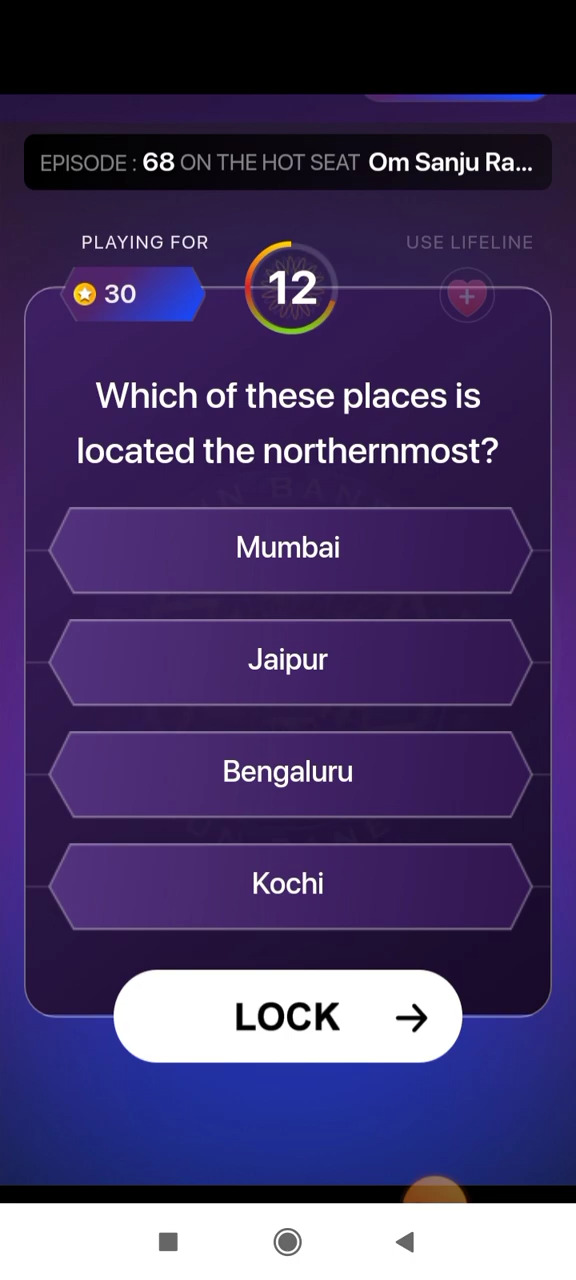 EPISODE : 68 ON THE HOT SEAT Om Sanju Ra...
PLAYING FOR
USE LIFELINE
30
12
Which of these places is
located the northernmost?
Mumbai
Jaipur
Bengaluru
Kochi
LOCK